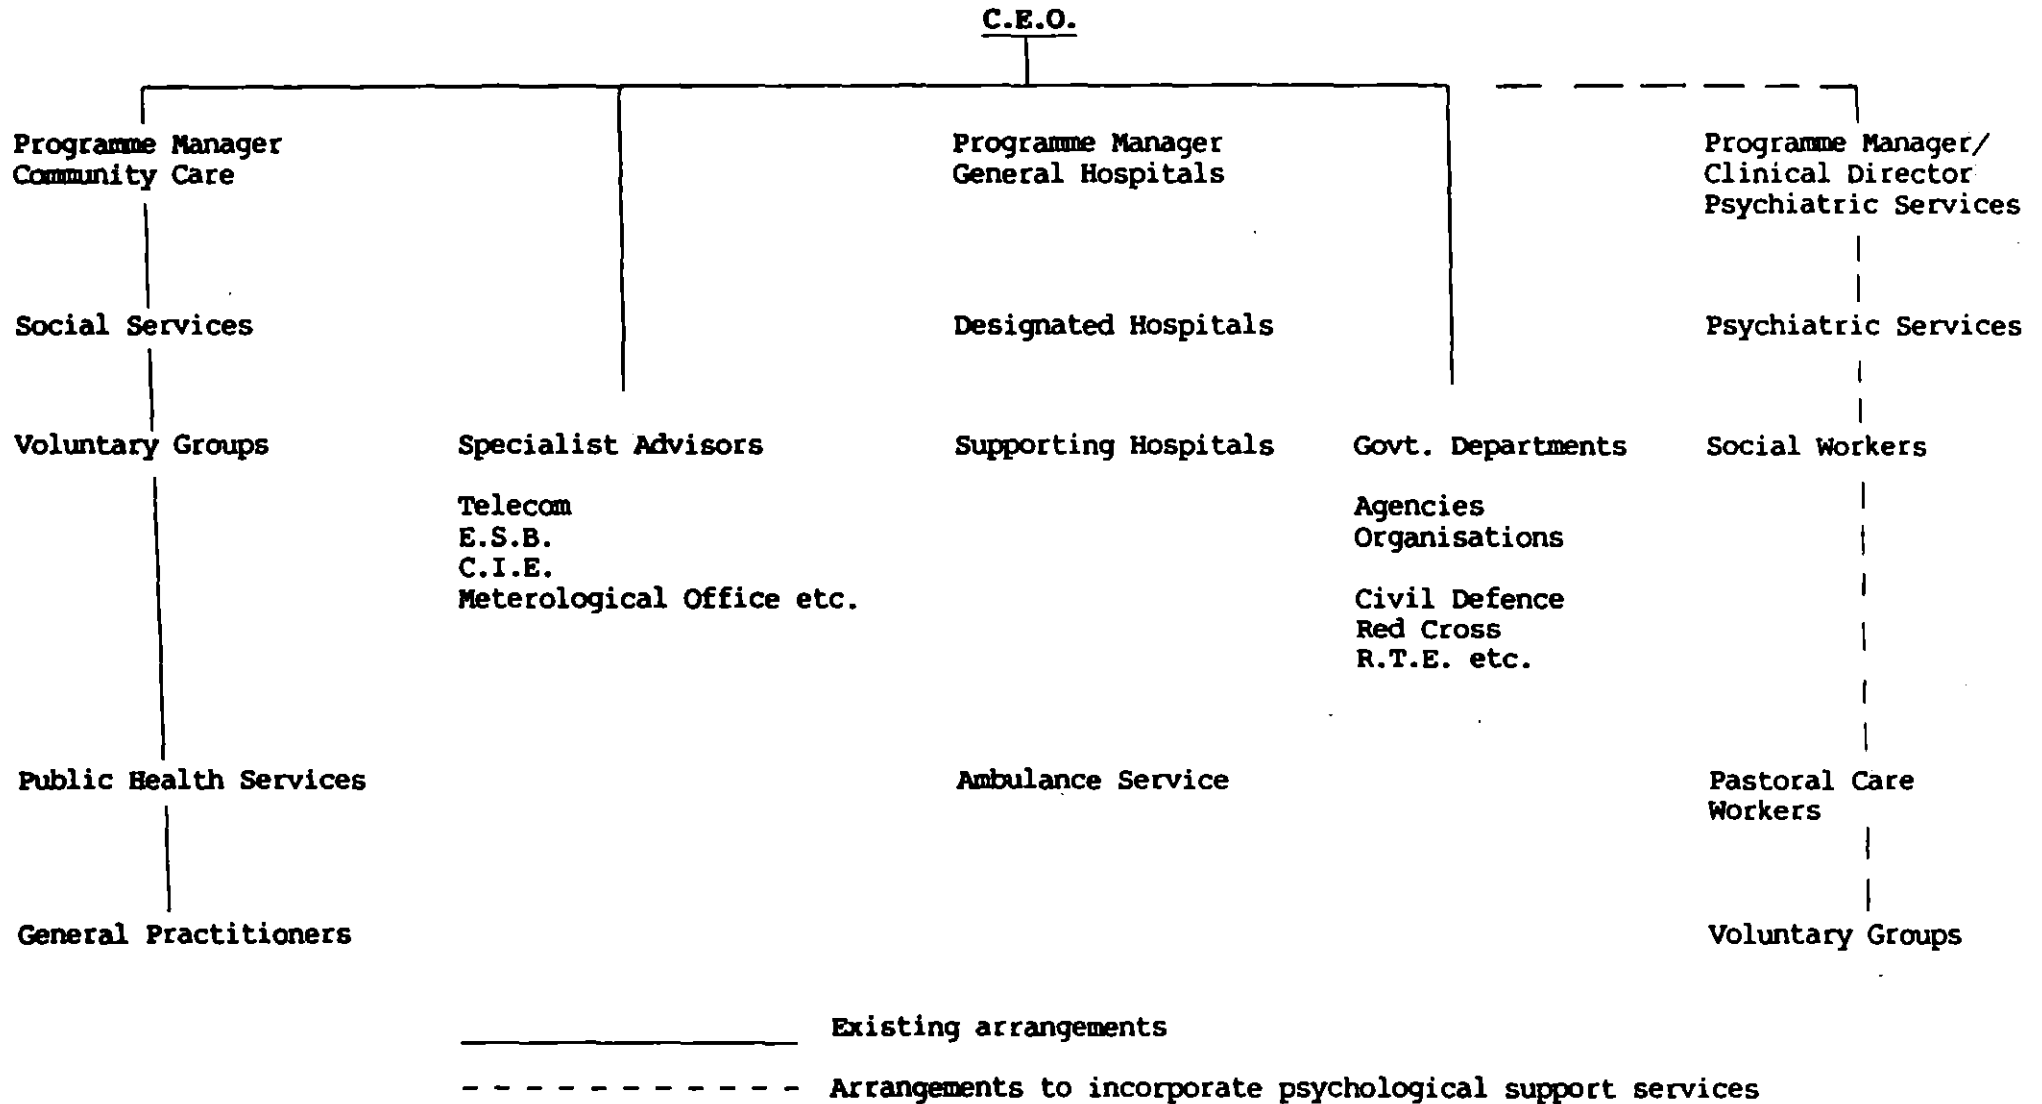 C.E.O.
Programme Manager
Community Care
Programme Manager
General Hospitals
Programme Manager/
Clinical Director
Psychiatric Services
Social Services
Designated Hospitals
Psychiatric Services
Voluntary Groups
Specialist Advisors
Supporting Hospitals
Govt. Departments
Social Workers
Telecom
E.S.B.
C.I.E.
Meterological Office etc.
Agencies
Organisations
Civil Defence
Red Cross
R.T.E. etc.
Public Health Services
Ambulance Service
Pastoral Care
Workers
General Practitioners
Voluntary Groups
Existing arrangements
Arrangements to incorporate psychological support services